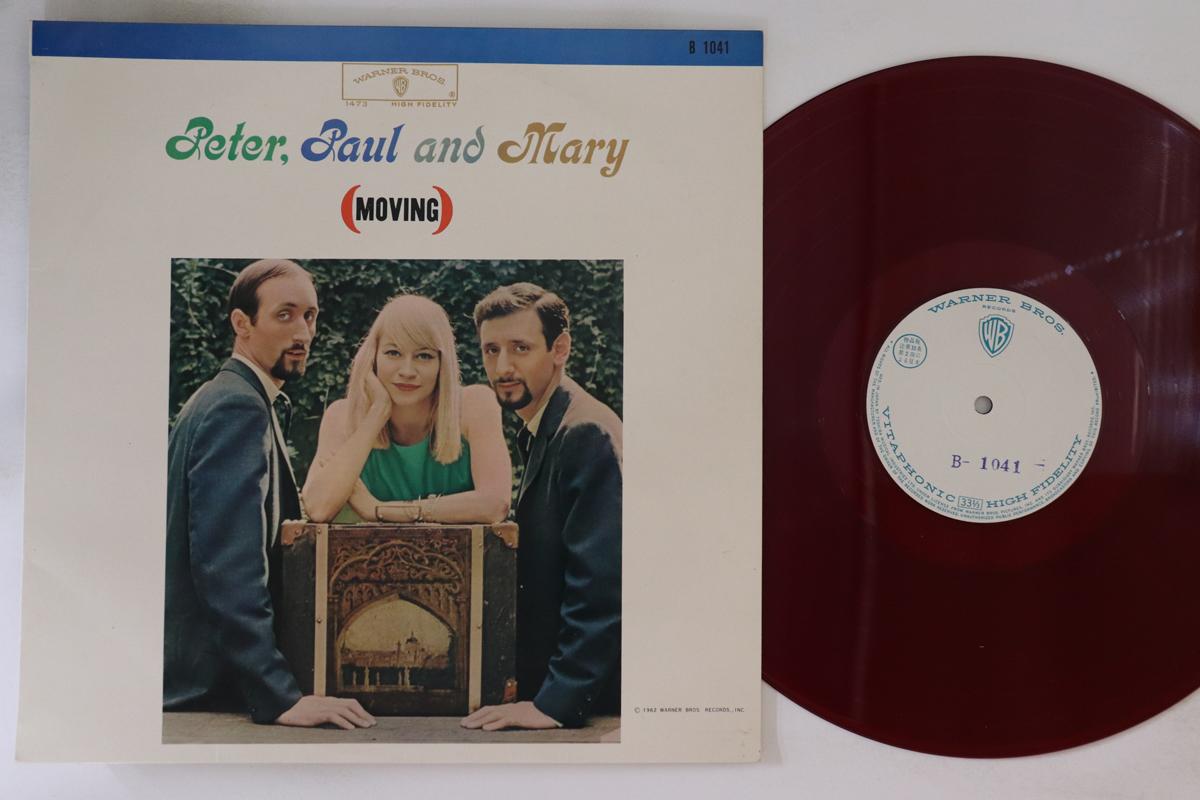 B 1041
WARNER BROS.
1473 HIGH FIDELITY
Peter, Paul and Mary
(MOVING)
© 1962 WARNER BROS. RECORDS., INC.
WARNER BROS.
RECORDS
WB
B- 1041 -
VITAPHONIC 33⅓ HIGH FIDELITY